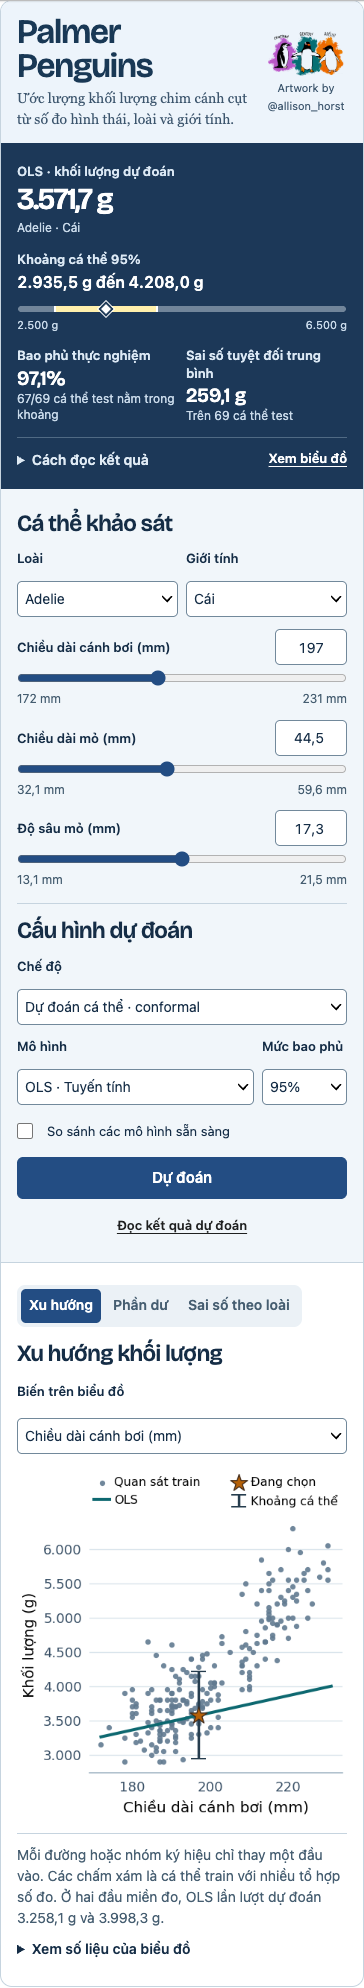 Palmer
Penguins
Ước lượng khối lượng chim cánh cụt
từ số đo hình thái, loài và giới tính.
Artwork by
@allison_horst
OLS · khối lượng dự đoán
3.571,7 g
Adelie · Cái
Khoảng cá thể 95%
2.935,5 g đến 4.208,0 g
2.500 g
6.500 g
Bao phủ thực nghiệm
97,1%
67/69 cá thể test nằm trong
khoảng
Sai số tuyệt đối trung
bình
259,1 g
Trên 69 cá thể test
Cách đọc kết quả
Xem biểu đồ
Cá thể khảo sát
Loài
Giới tính
Adelie
Cái
Chiều dài cánh bơi (mm)
197
172 mm
231 mm
Chiều dài mỏ (mm)
44,5
32,1 mm
59,6 mm
Độ sâu mỏ (mm)
17,3
13,1 mm
21,5 mm
Cấu hình dự đoán
Chế độ
Dự đoán cá thể · conformal
Mô hình
Mức bao phủ
OLS · Tuyến tính
95%
So sánh các mô hình sẵn sàng
Dự đoán
Đọc kết quả dự đoán
Xu hướng
Phần dư
Sai số theo loài
Xu hướng khối lượng
Biến trên biểu đồ
Chiều dài cánh bơi (mm)
Quan sát train
Đang chọn
OLS
Khoảng cá thể
Khối lượng (g)
6.000
5.500
5.000
4.500
4.000
3.500
3.000
180
200
220
Chiều dài cánh bơi (mm)
Mỗi đường hoặc nhóm ký hiệu chỉ thay một đầu
vào. Các chấm xám là cá thể train với nhiều tổ hợp
số đo. Ở hai đầu miền đo, OLS lần lượt dự đoán
3.258,1 g và 3.998,3 g.
Xem số liệu của biểu đồ